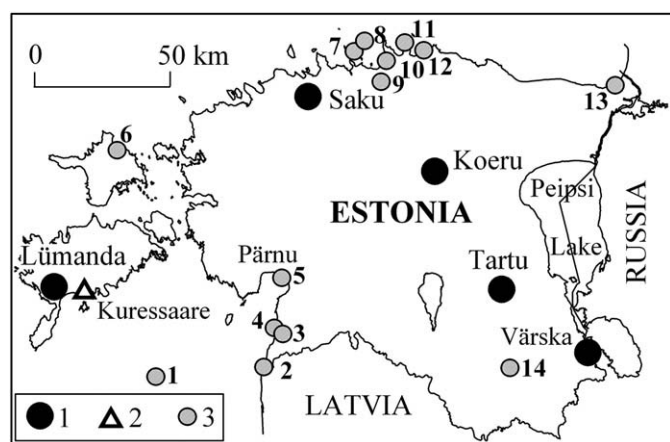 0 50 km
7 8 11
10 12
9
Saku
13
6
Koeru
Peipsi
ESTONIA
Lake
RUSSIA
Lümanda
Pärnu
Tartu
5
Kuressaare
4
3
Värska
1
2
14
LATVIA
1 2 3